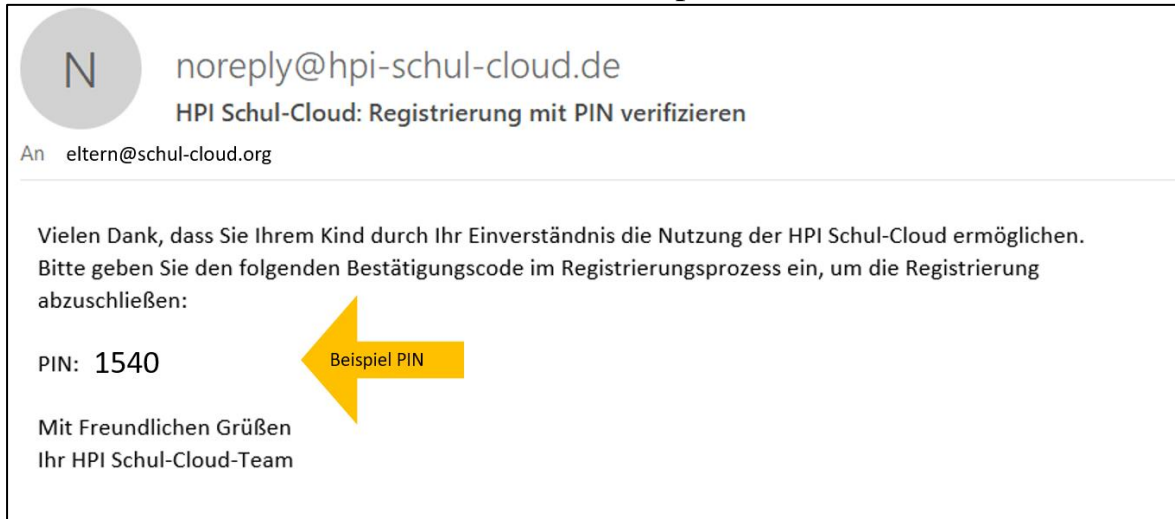 N
noreply@hpi-schul-cloud.de
HPI Schul-Cloud: Registrierung mit PIN verifizieren
An eltern@schul-cloud.org
Vielen Dank, dass Sie Ihrem Kind durch Ihr Einverständnis die Nutzung der HPI Schul-Cloud ermöglichen.
Bitte geben Sie den folgenden Bestätigungscode im Registrierungsprozess ein, um die Registrierung
abzuschließen:
PIN: 1540
Beispiel PIN
Mit Freundlichen Grüßen
Ihr HPI Schul-Cloud-Team